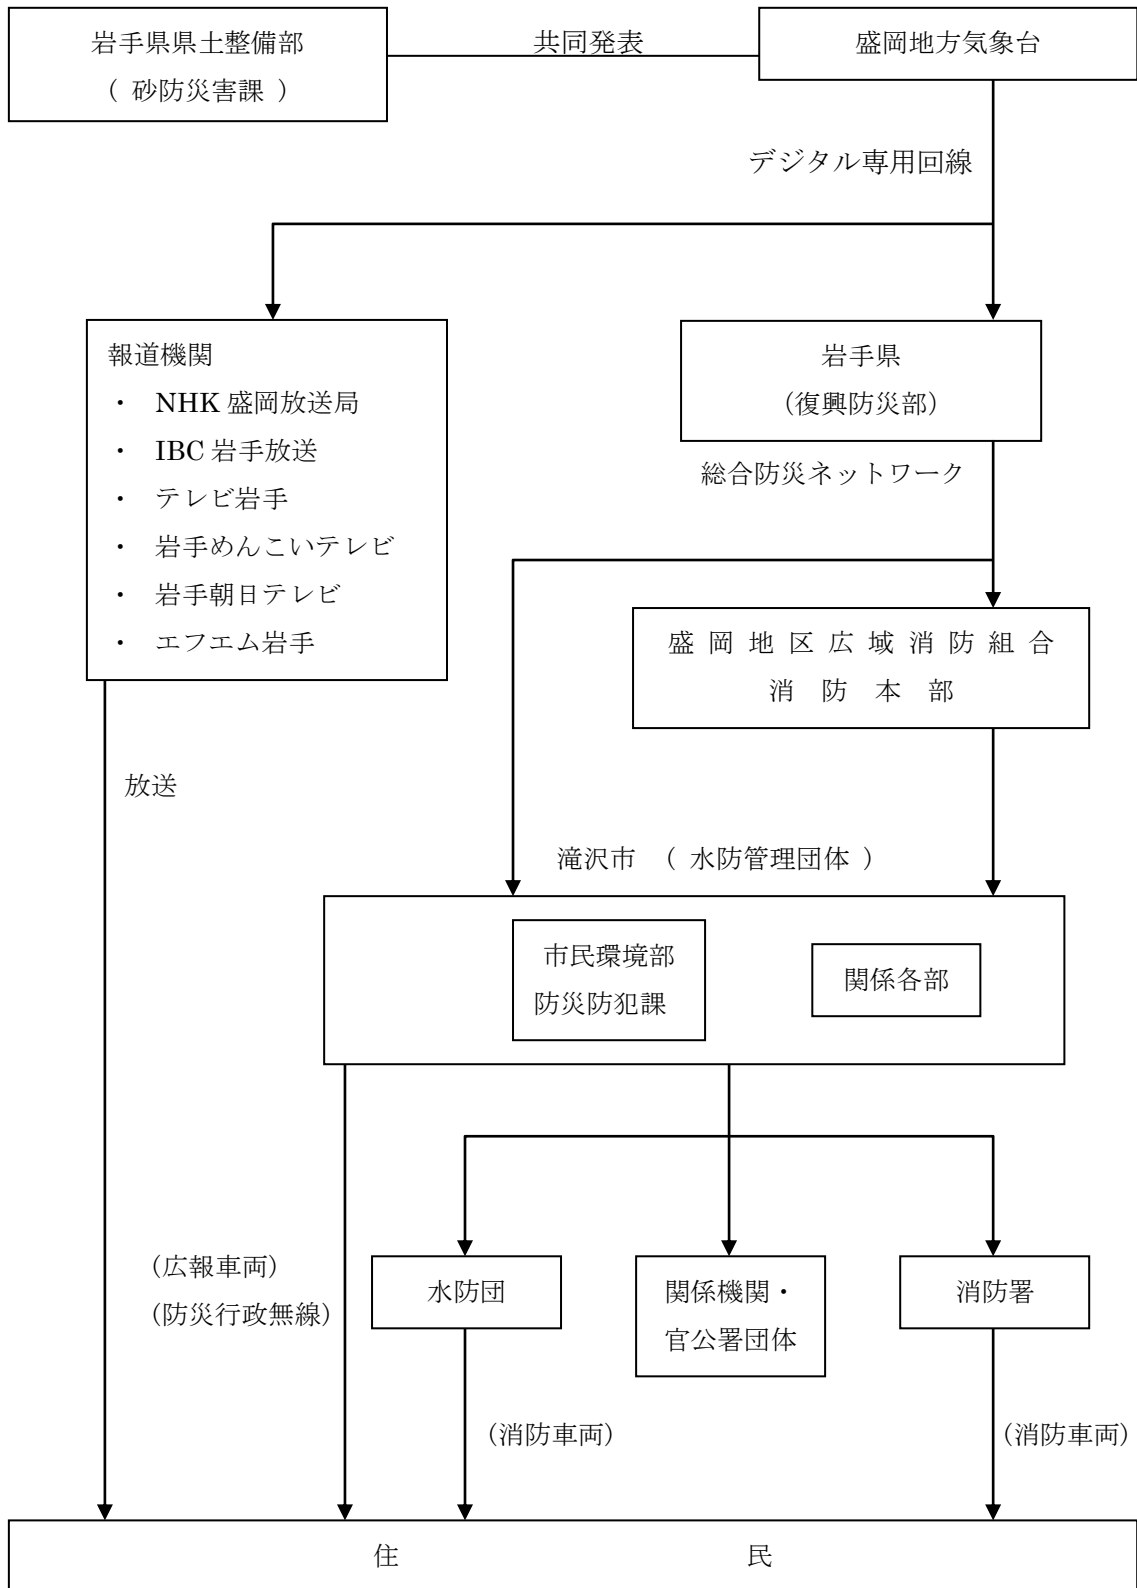 岩手県県土整備部
（ 砂防災害課 ）
共同発表
盛岡地方気象台
デジタル専用回線
報道機関
・ NHK 盛岡放送局
・ IBC 岩手放送
・ テレビ岩手
・ 岩手めんこいテレビ
・ 岩手朝日テレビ
・ エフエム岩手
岩手県
（復興防災部）
総合防災ネットワーク
盛岡地区広域消防組合
消防本部
放送
滝沢市 （ 水防管理団体 ）
市民環境部
防災防犯課
関係各部
（広報車両）
（防災行政無線）
水防団
関係機関・
官公署団体
消防署
（消防車両）
（消防車両）
住 民